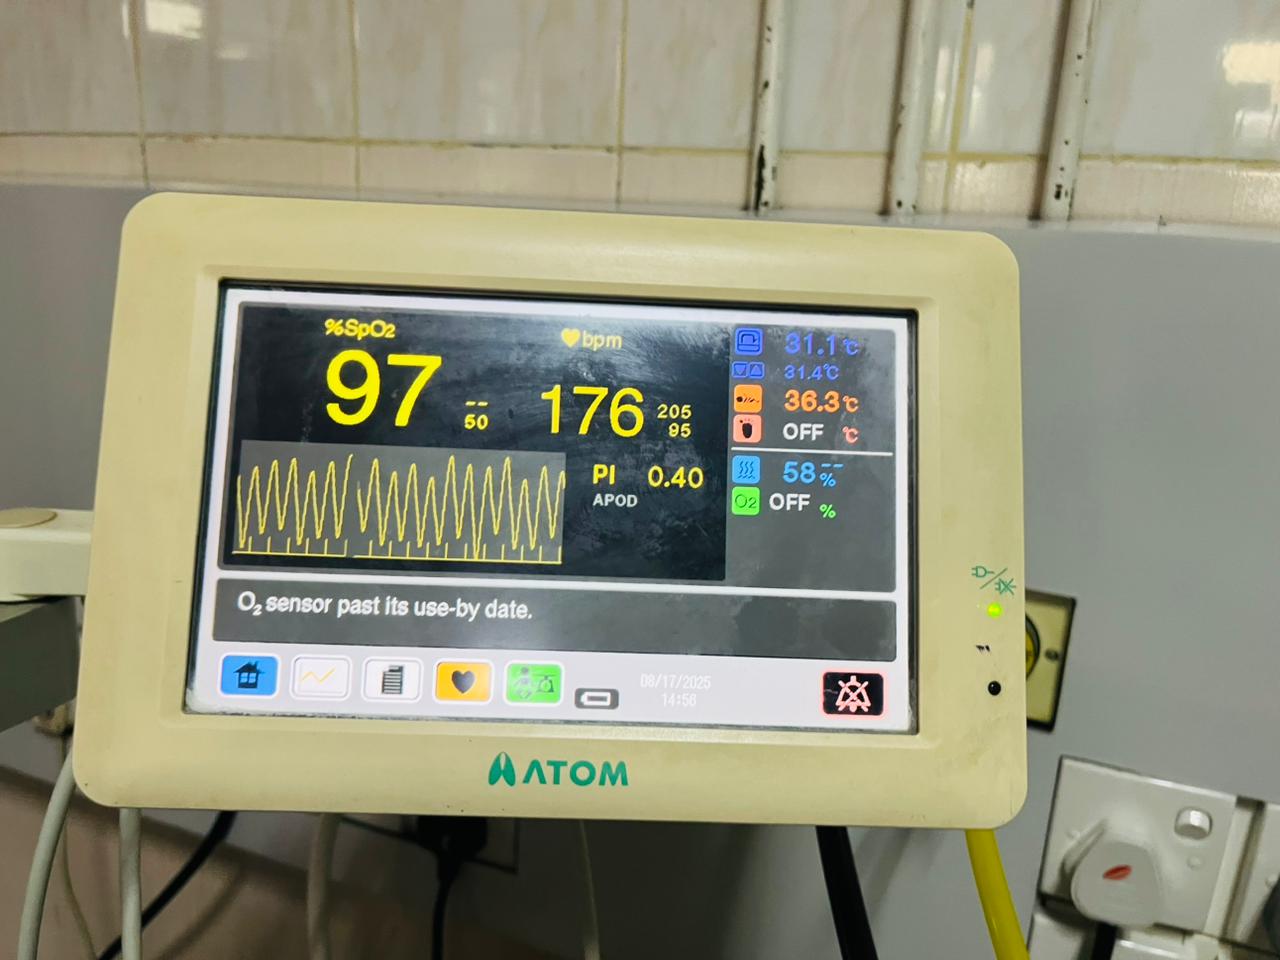 %SpO2
97
--
50
bpm
176
205
95
PI 0.40
APOD
31.1 °C
31.4 °C
36.3 °C
OFF °C
58 -- %
O2 OFF %
O2 sensor past its use-by date.
08/17/2025
14:56
ATOM